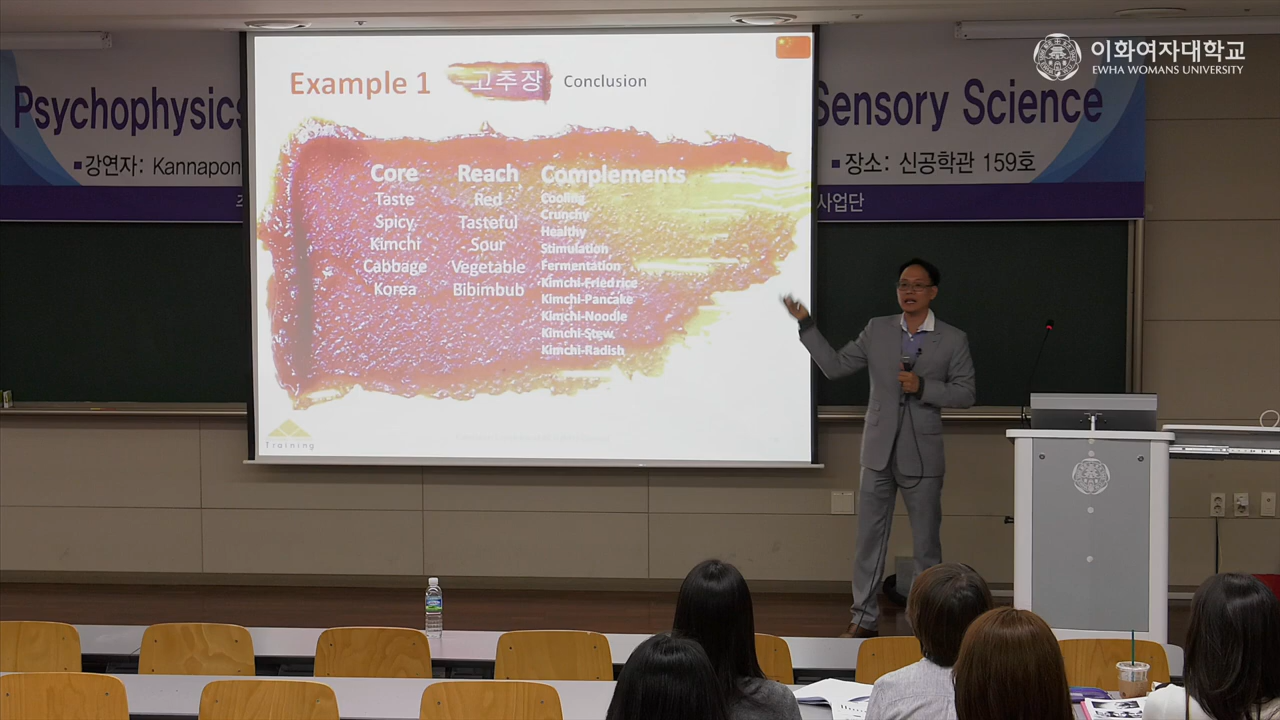 이화여자대학교
EWHA WOMANS UNIVERSITY
Psychophysics
Sensory Science
강연자: Kannapon
장소: 신공학관 159호
사업단
Example 1
고추장
Conclusion
Core
Taste
Spicy
Kimchi
Cabbage
Korea
Reach
Red
Tasteful
Sour
Vegetable
Bibimbub
Complements
Cooling
Crunchy
Healthy
Stimulation
Fermentation
Kimchi-Fried rice
Kimchi-Pancake
Kimchi-Noodle
Kimchi-Stew
Kimchi-Radish
Training